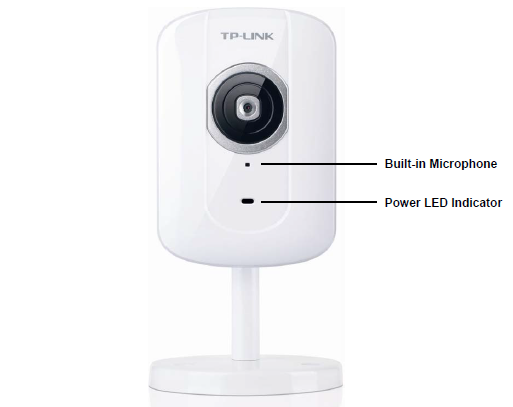 TP-LINK
Built-in Microphone
Power LED Indicator